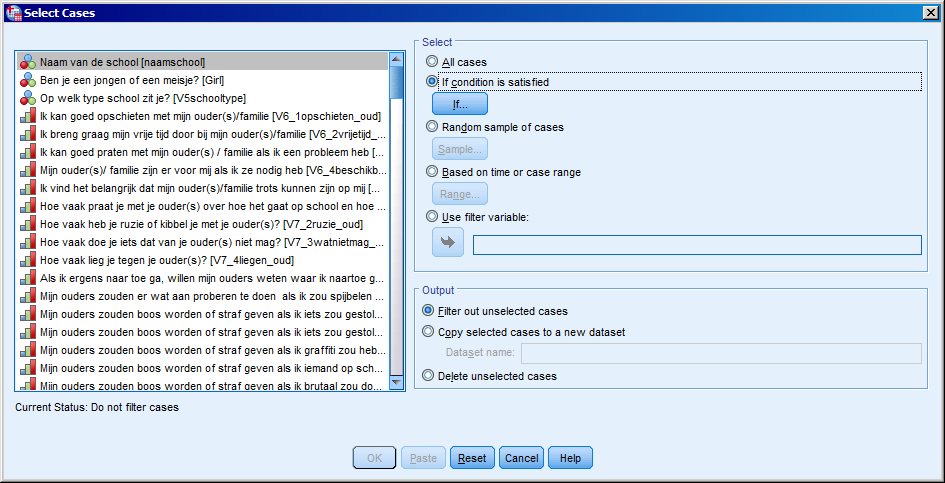 Select Cases
Naam van de school [naamschool]
Ben je een jongen of een meisje? [Girl]
Op welk type school zit je? [V5schooltype]
Ik kan goed opschieten met mijn ouder(s)/familie [V6_1opschieten_oud]
Ik breng graag mijn vrije tijd door bij mijn ouder(s)/familie [V6_2vrijetijd_...
Ik kan goed praten met mijn ouder(s) / familie als ik een probleem heb [...
Mijn ouder(s)/ familie zijn er voor mij als ik ze nodig heb [V6_4beschikb...
Ik vind het belangrijk dat mijn ouder(s)/familie trots kunnen zijn op mij [...
Hoe vaak praat je met je ouder(s) over hoe het gaat op school en hoe ...
Hoe vaak heb je ruzie of kibbel je met je ouder(s)? [V7_2ruzie_oud]
Hoe vaak doe je iets dat van je ouder(s) niet mag? [V7_3watnietmag_...
Hoe vaak lieg je tegen je ouder(s)? [V7_4liegen_oud]
Als ik ergens naar toe ga, willen mijn ouders weten waar ik naartoe g...
Mijn ouders zouden er wat aan proberen te doen als ik zou spijbelen ...
Mijn ouders zouden boos worden of straf geven als ik iets zou gestol...
Mijn ouders zouden boos worden of straf geven als ik iets zou gestol...
Mijn ouders zouden boos worden of straf geven als ik graffiti zou heb...
Mijn ouders zouden boos worden of straf geven als ik iemand op sch...
Mijn ouders zouden boos worden of straf geven als ik brutaal zou do...
Current Status: Do not filter cases
Select
All cases
If condition is satisfied
If...
Random sample of cases
Sample...
Based on time or case range
Range...
Use filter variable:
Output
Filter out unselected cases
Copy selected cases to a new dataset
Dataset name:
Delete unselected cases
OK Paste Reset Cancel Help